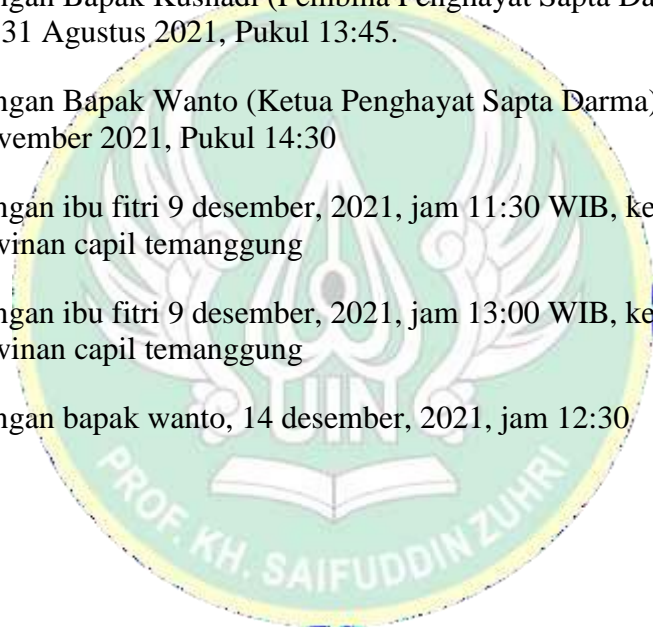 ngan Bapak Kusnadi (Pembina Penghayat Sapta Da
31 Agustus 2021, Pukul 13:45.
ngan Bapak Wanto (Ketua Penghayat Sapta Darma)
vember 2021, Pukul 14:30
ngan ibu fitri 9 desember, 2021, jam 11:30 WIB, ke
winan capil temanggung
ngan ibu fitri 9 desember, 2021, jam 13:00 WIB, ke
winan capil temanggung
ngan bapak wanto, 14 desember, 2021, jam 12:30
UIN
PROF. KH. SAIFUDDIN ZUHRI